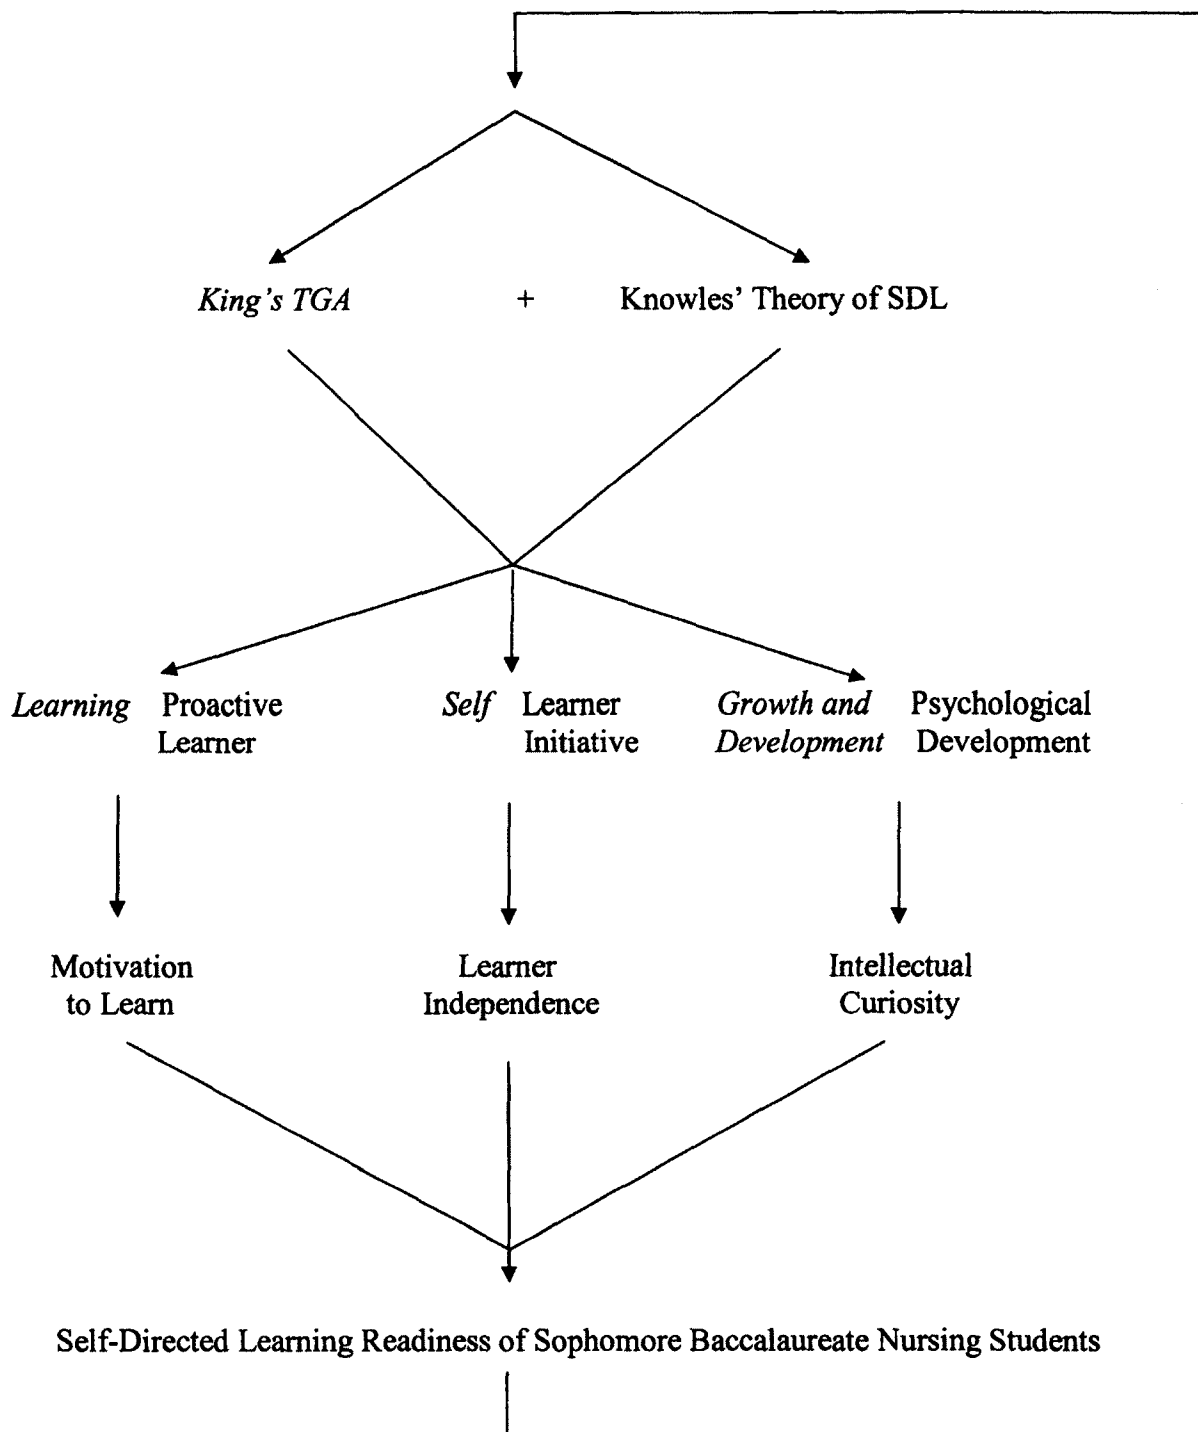 King's TGA + Knowles' Theory of SDL
Learning Proactive Learner
Self Learner Initiative
Growth and Development Psychological Development
Motivation to Learn
Learner Independence
Intellectual Curiosity
Self-Directed Learning Readiness of Sophomore Baccalaureate Nursing Students